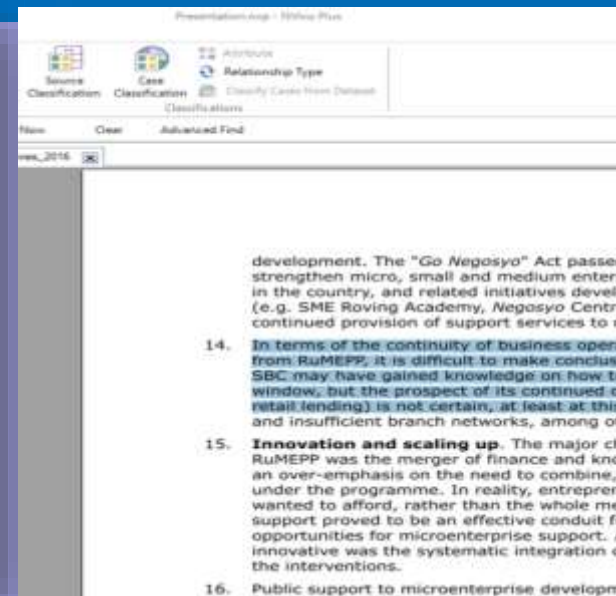 Presentation.nvp - NVivo Plus
Attribute
Relationship Type
Classify Cases from Dataset
Source Classification
Case Classification
Classifications
Now Clear Advanced Find
_2016
development. The "Go Negosyo" Act passe
strengthen micro, small and medium enter
in the country, and related initiatives devel
(e.g. SME Roving Academy, Negosyo Centr
continued provision of support services to
14. In terms of the continuity of business oper
from RuMEPP, it is difficult to make conclus
SBC may have gained knowledge on how t
window, but the prospect of its continued
retail lending) is not certain, at least at thi
and insufficient branch networks, among o
15. Innovation and scaling up. The major c
RuMEPP was the merger of finance and kno
an over-emphasis on the need to combine,
under the programme. In reality, entrepre
wanted to afford, rather than the whole me
support proved to be an effective conduit f
opportunities for microenterprise support.
innovative was the systematic integration
the interventions.
16. Public support to microenterprise developm